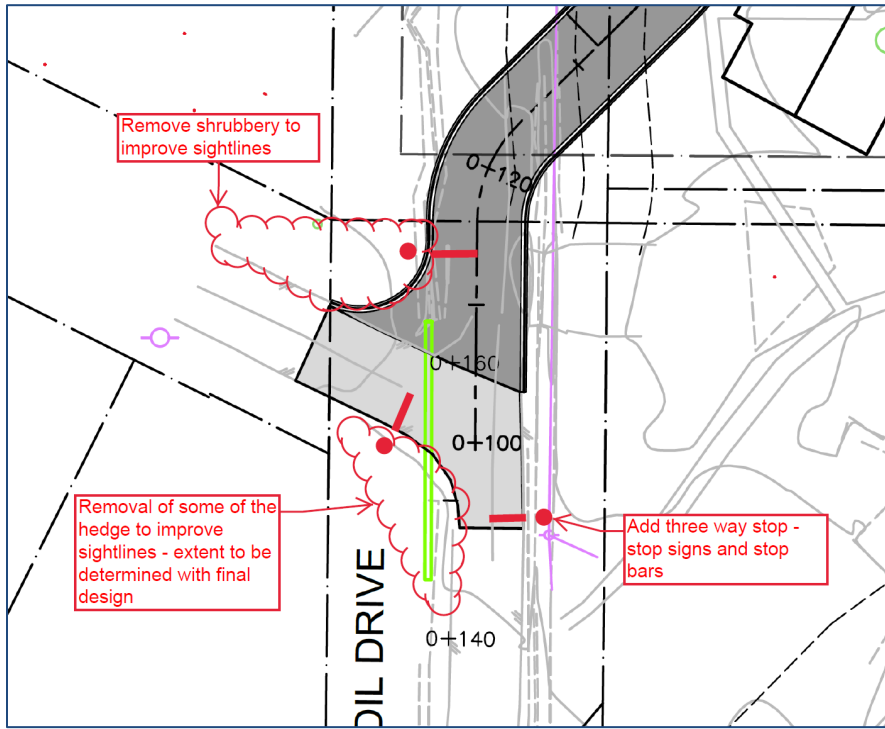 Remove shrubbery to
improve sightlines
0+120
0+160
0+100
Removal of some of the
hedge to improve
sightlines - extent to be
determined with final
design
Add three way stop -
stop signs and stop
bars
OIL DRIVE
0+140